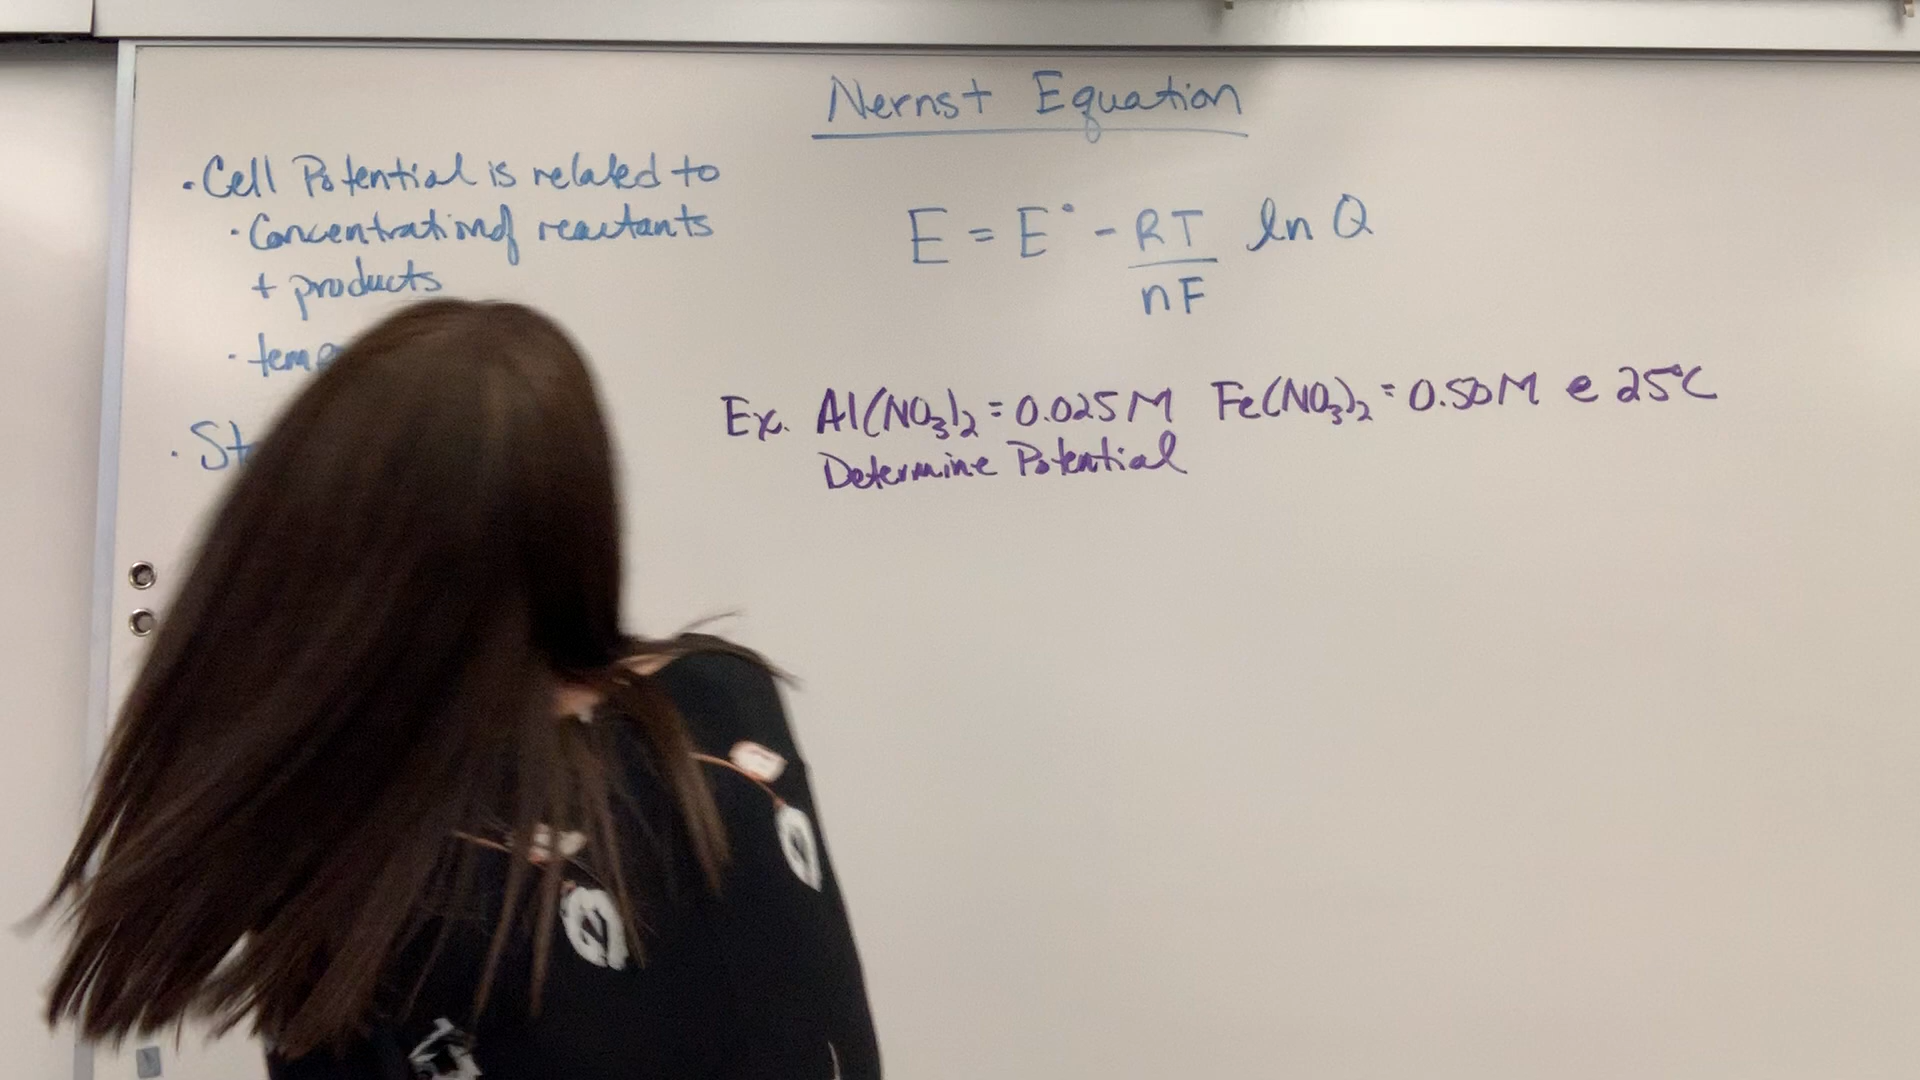 Nernst Equation
• Cell Potential is related to
• Concentration of reactants
+ products
E = E° - RT/nF ln Q
Ex. Al(NO3)2 = 0.025 M Fe(NO3)2 = 0.50 M @ 25°C
Determine Potential